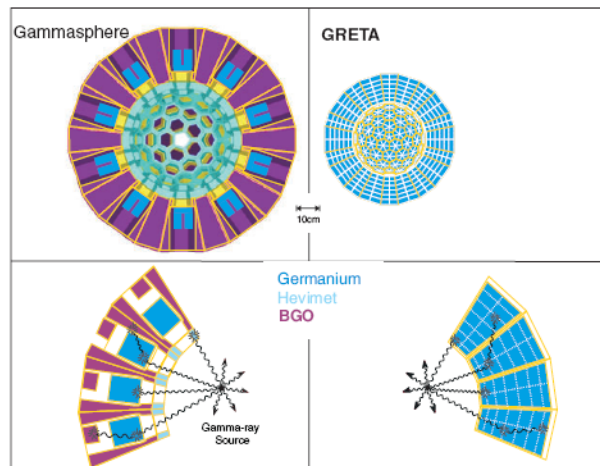 Gammasphere
GRETA
10cm
Germanium
Hevimet
BGO
Gamma-ray
Source